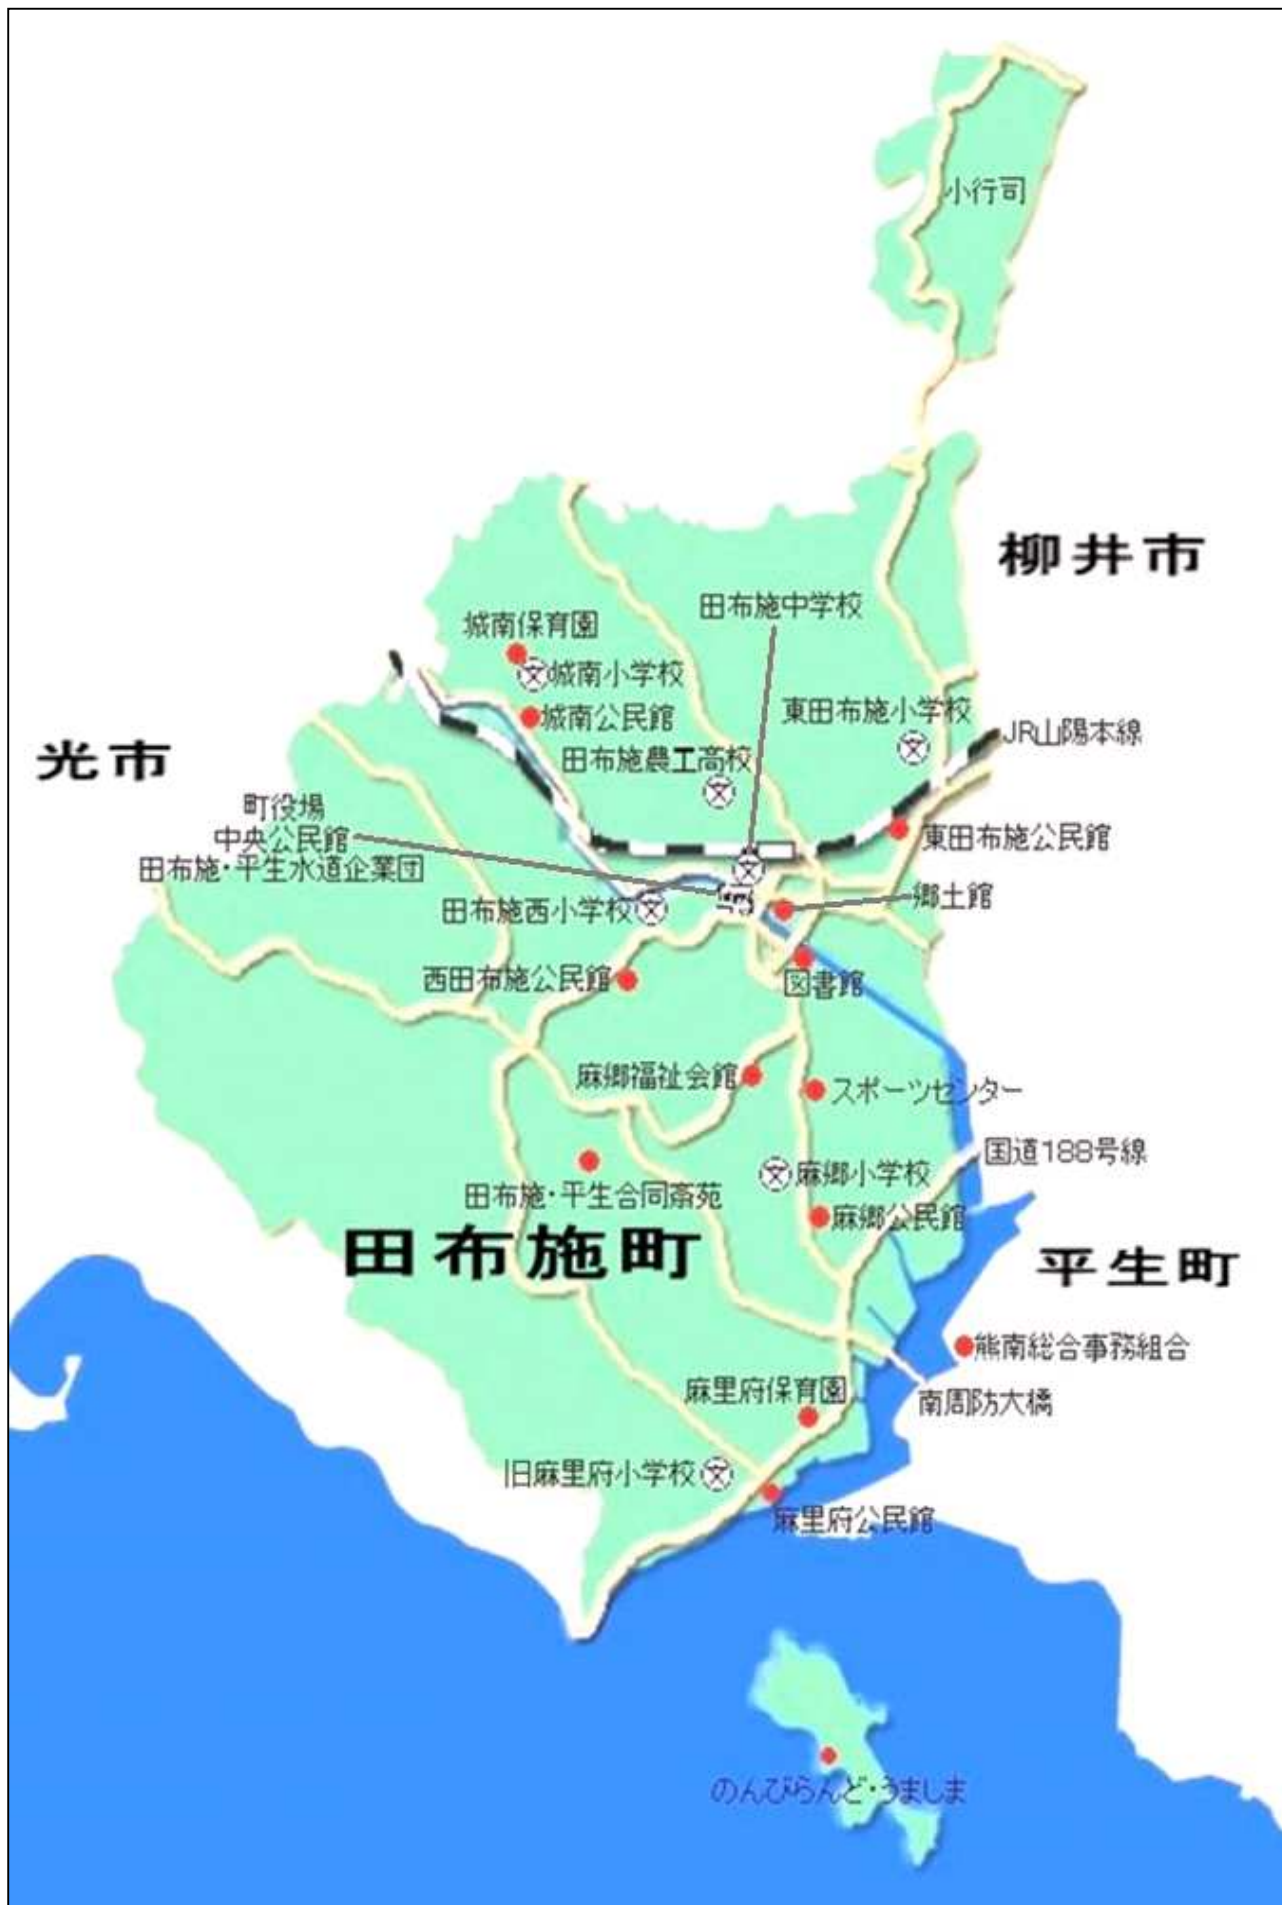 小行司
柳井市
田布施中学校
城南保育園
城南小学校
東田布施小学校
城南公民館
JR山陽本線
光市
田布施農工高校
町役場
中央公民館
東田布施公民館
田布施・平生水道企業団
郷土館
田布施西小学校
西田布施公民館
図書館
麻郷福祉会館
スポーツセンター
国道188号線
麻郷小学校
田布施・平生合同斎苑
麻郷公民館
田布施町
平生町
熊南総合事務組合
麻里府保育園
南周防大橋
旧麻里府小学校
麻里府公民館
のんびらんど・うましま